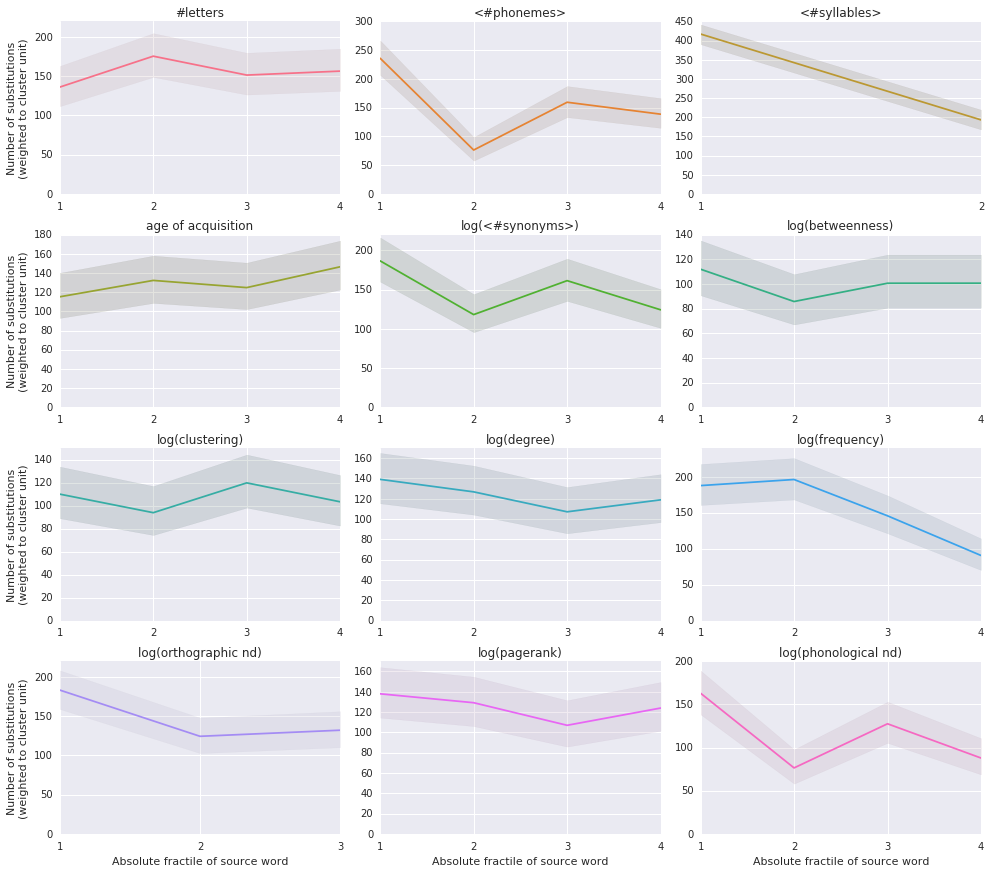 #letters
<#phonemes>
<#syllables>
Number of substitutions
(weighted to cluster unit)
200
150
100
50
0
1 2 3 4
300
250
200
150
100
50
0
1 2 3 4
450
400
350
300
250
200
150
100
50
0
1 2
age of acquisition
log(<#synonyms>)
log(betweenness)
Number of substitutions
(weighted to cluster unit)
180
160
140
120
100
80
60
40
20
0
1 2 3 4
200
150
100
50
0
1 2 3 4
140
120
100
80
60
40
20
0
1 2 3 4
log(clustering)
log(degree)
log(frequency)
Number of substitutions
(weighted to cluster unit)
140
120
100
80
60
40
20
0
1 2 3 4
160
140
120
100
80
60
40
20
0
1 2 3 4
200
150
100
50
0
1 2 3 4
log(orthographic nd)
log(pagerank)
log(phonological nd)
Number of substitutions
(weighted to cluster unit)
200
150
100
50
0
1 2 3
Absolute fractile of source word
160
140
120
100
80
60
40
20
0
1 2 3 4
Absolute fractile of source word
200
150
100
50
0
1 2 3 4
Absolute fractile of source word